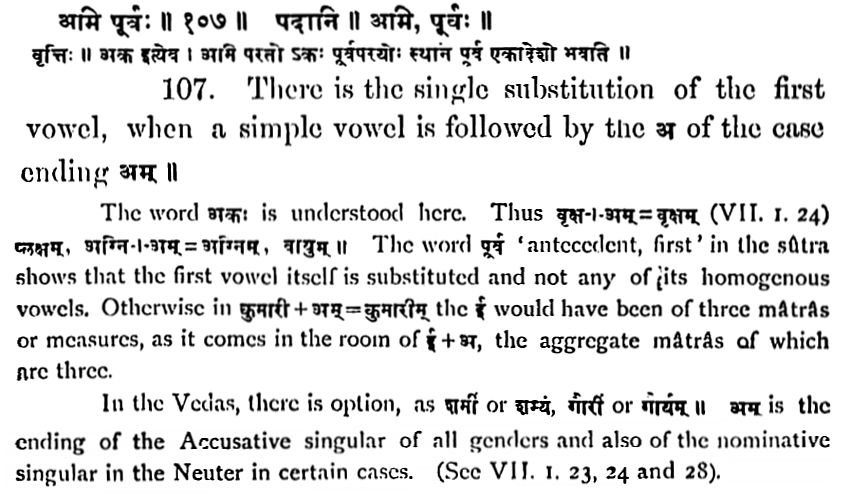 अमि पूर्वः ॥ १०७ ॥ पदानि ॥ अमि, पूर्वः ॥
वृत्तिः ॥ अक इत्येव । अमि परतो ऽकः पूर्वपरयोः स्थाने पूर्व एकादेशो भवति ॥
107. There is the single substitution of the first
vowel, when a simple vowel is followed by the अ of the case
ending अम् ॥
The word अकः is understood here. Thus वृक्ष + अम् = वृक्षम् (VII. 1. 24)
प्लक्षम्, अग्नि + अम् = अग्निम्, वायुम् ॥ The word पूर्व 'antecedent, first' in the sûtra
shows that the first vowel itself is substituted and not any of its homogenous
vowels. Otherwise in कुमारी + अम् = कुमारीम् the ई would have been of three mâtrâs
or measures, as it comes in the room of ई + अ, the aggregate mâtrâs of which
are three.
In the Vedas, there is option, as शमीं or शम्यं, गौरीं or गौर्यम् ॥ अम is the
ending of the Accusative singular of all genders and also of the nominative
singular in the Neuter in certain cases. (See VII. 1. 23, 24 and 28).